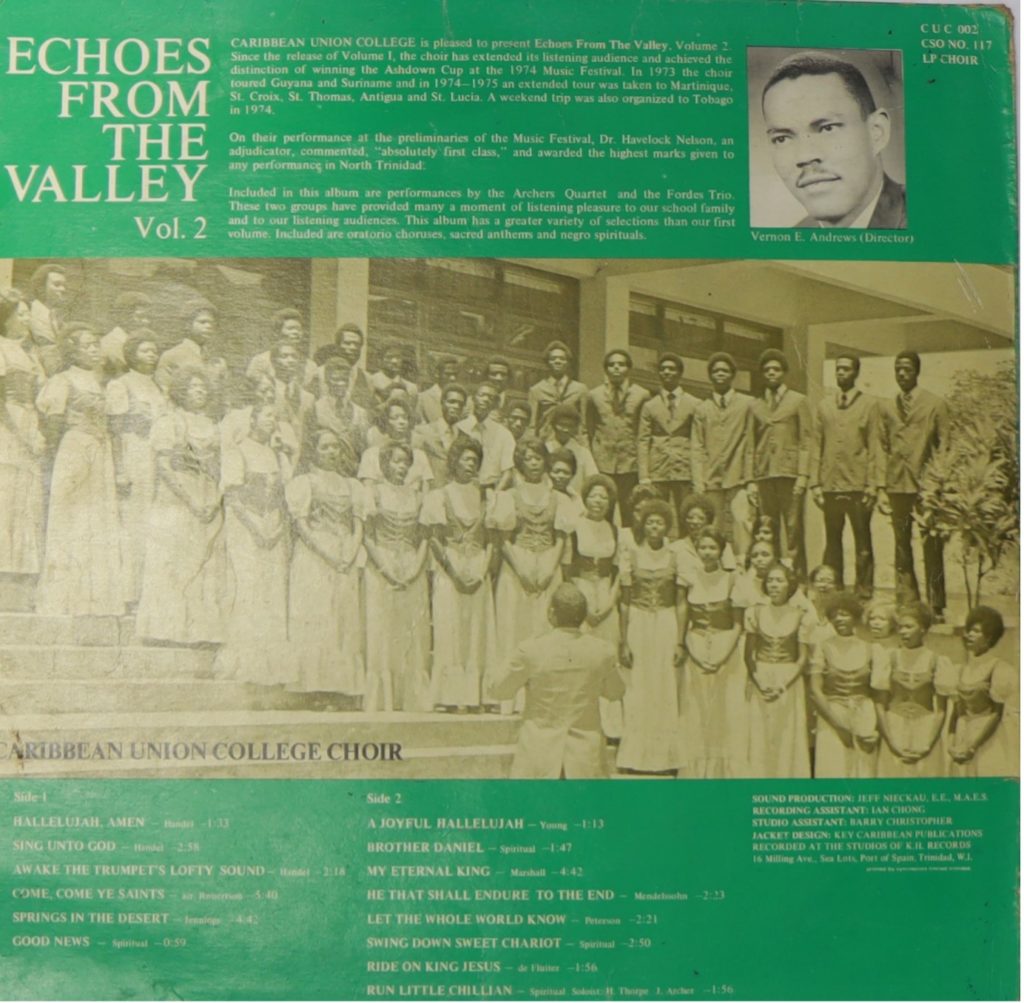 ECHOES
FROM
THE
VALLEY
Vol. 2
CARIBBEAN UNION COLLEGE is pleased to present Echoes From The Valley, Volume 2.
Since the release of Volume I, the choir has extended its listening audience and achieved the
distinction of winning the Ashdown Cup at the 1974 Music Festival. In 1973 the choir
toured Guyana and Suriname and in 1974—1975 an extended tour was taken to Martinique,
St. Croix, St. Thomas, Antigua and St. Lucia. A weekend trip was also organized to Tobago
in 1974.
On their performance at the preliminaries of the Music Festival, Dr. Havelock Nelson, an
adjudicator, commented, "absolutely first class," and awarded the highest marks given to
any performance in North Trinidad.
Included in this album are performances by the Archers Quartet and the Fordes Trio.
These two groups have provided many a moment of listening pleasure to our school family
and to our listening audiences. This album has a greater variety of selections than our first
volume. Included are oratorio choruses, sacred anthems and negro spirituals.
CUC 002
CSO NO. 117
LP CHOIR
Vernon E. Andrews (Director)
CARIBBEAN UNION COLLEGE CHOIR
Side 1
HALLELUJAH, AMEN — Handel —1:33
SING UNTO GOD — Handel 2.58
AWAKE THE TRUMPET'S LOFTY SOUND — Handel —2:18
COME, COME YE SAINTS — arr Robertson —5:40
SPRINGS IN THE DESERT — Jennings —4:42
GOOD NEWS — Spiritual —0:59
Side 2
A JOYFUL HALLELUJAH — Young —1:13
BROTHER DANIEL — Spiritual —1:47
MY ETERNAL KING — Marshall —4:42
HE THAT SHALL ENDURE TO THE END — Mendelssohn —2:23
LET THE WHOLE WORLD KNOW — Peterson —2:21
SWING DOWN SWEET CHARIOT — Spiritual —2:50
RIDE ON KING JESUS — de Fluiter —1:56
RUN LITTLE CHILLIAN — Spiritual Soloist: H. Thorpe J. Archer —1:56
SOUND PRODUCTION: JEFF NIECKAU, E.E., M.A.E.S.
RECORDING ASSISTANT: IAN CHONG
STUDIO ASSISTANT: BARRY CHRISTOPHER
JACKET DESIGN: KEY CARIBBEAN PUBLICATIONS
RECORDED AT THE STUDIOS OF K.H. RECORDS
16 Milling Ave., Sea Lots, Port of Spain, Trinidad, W.I.